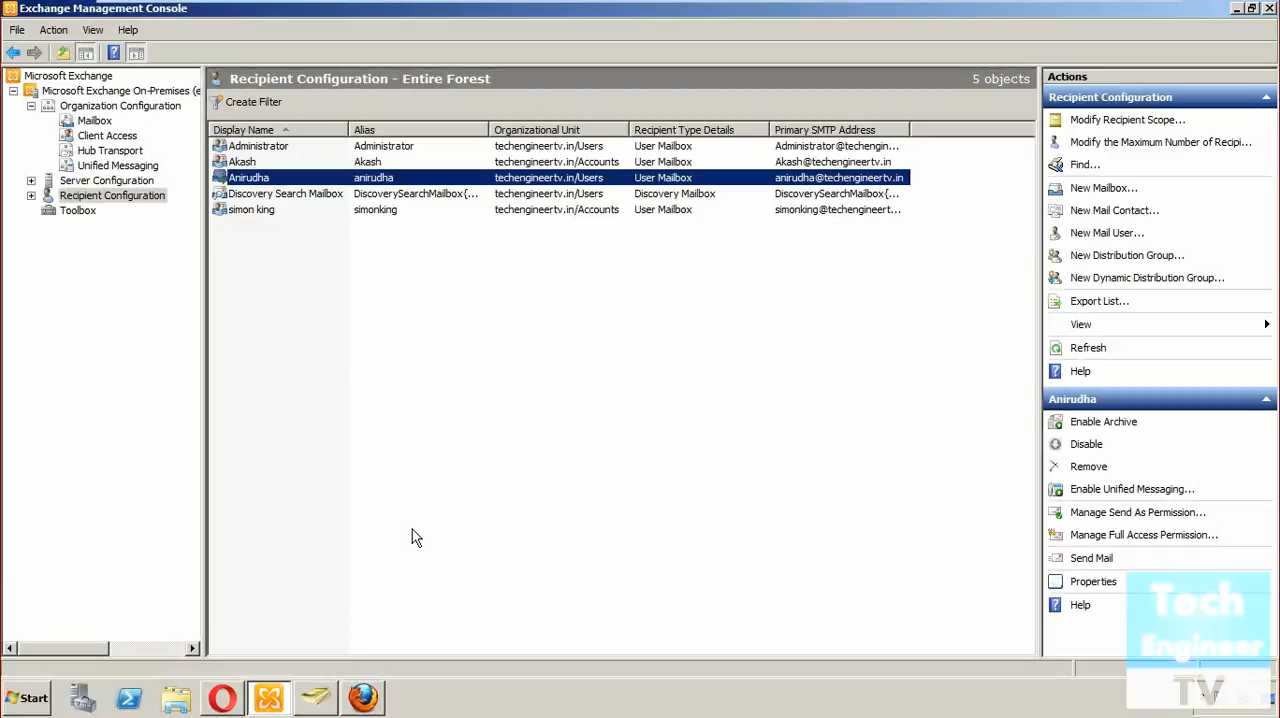 Exchange Management Console
File Action View Help
Microsoft Exchange
Microsoft Exchange On-Premises (e
Organization Configuration
Mailbox
Client Access
Hub Transport
Unified Messaging
Server Configuration
Recipient Configuration
Toolbox
Recipient Configuration - Entire Forest 5 objects
Create Filter
Display Name Alias Organizational Unit Recipient Type Details Primary SMTP Address
Administrator Administrator techengineertv.in/Users User Mailbox Administrator@techengin...
Akash Akash techengineertv.in/Accounts User Mailbox Akash@techengineertv.in
Anirudha anirudha techengineertv.in/Users User Mailbox anirudha@techengineertv.in
Discovery Search Mailbox DiscoverySearchMailbox{... techengineertv.in/Users Discovery Mailbox DiscoverySearchMailbox{...
simon king simonking techengineertv.in/Accounts User Mailbox simonking@techengineert...
Actions
Recipient Configuration
Modify Recipient Scope...
Modify the Maximum Number of Recipi...
Find...
New Mailbox...
New Mail Contact...
New Mail User...
New Distribution Group...
New Dynamic Distribution Group...
Export List...
View
Refresh
Help
Anirudha
Enable Archive
Disable
Remove
Enable Unified Messaging...
Manage Send As Permission...
Manage Full Access Permission...
Send Mail
Properties
Help
Tech
Engineer
TV
Start